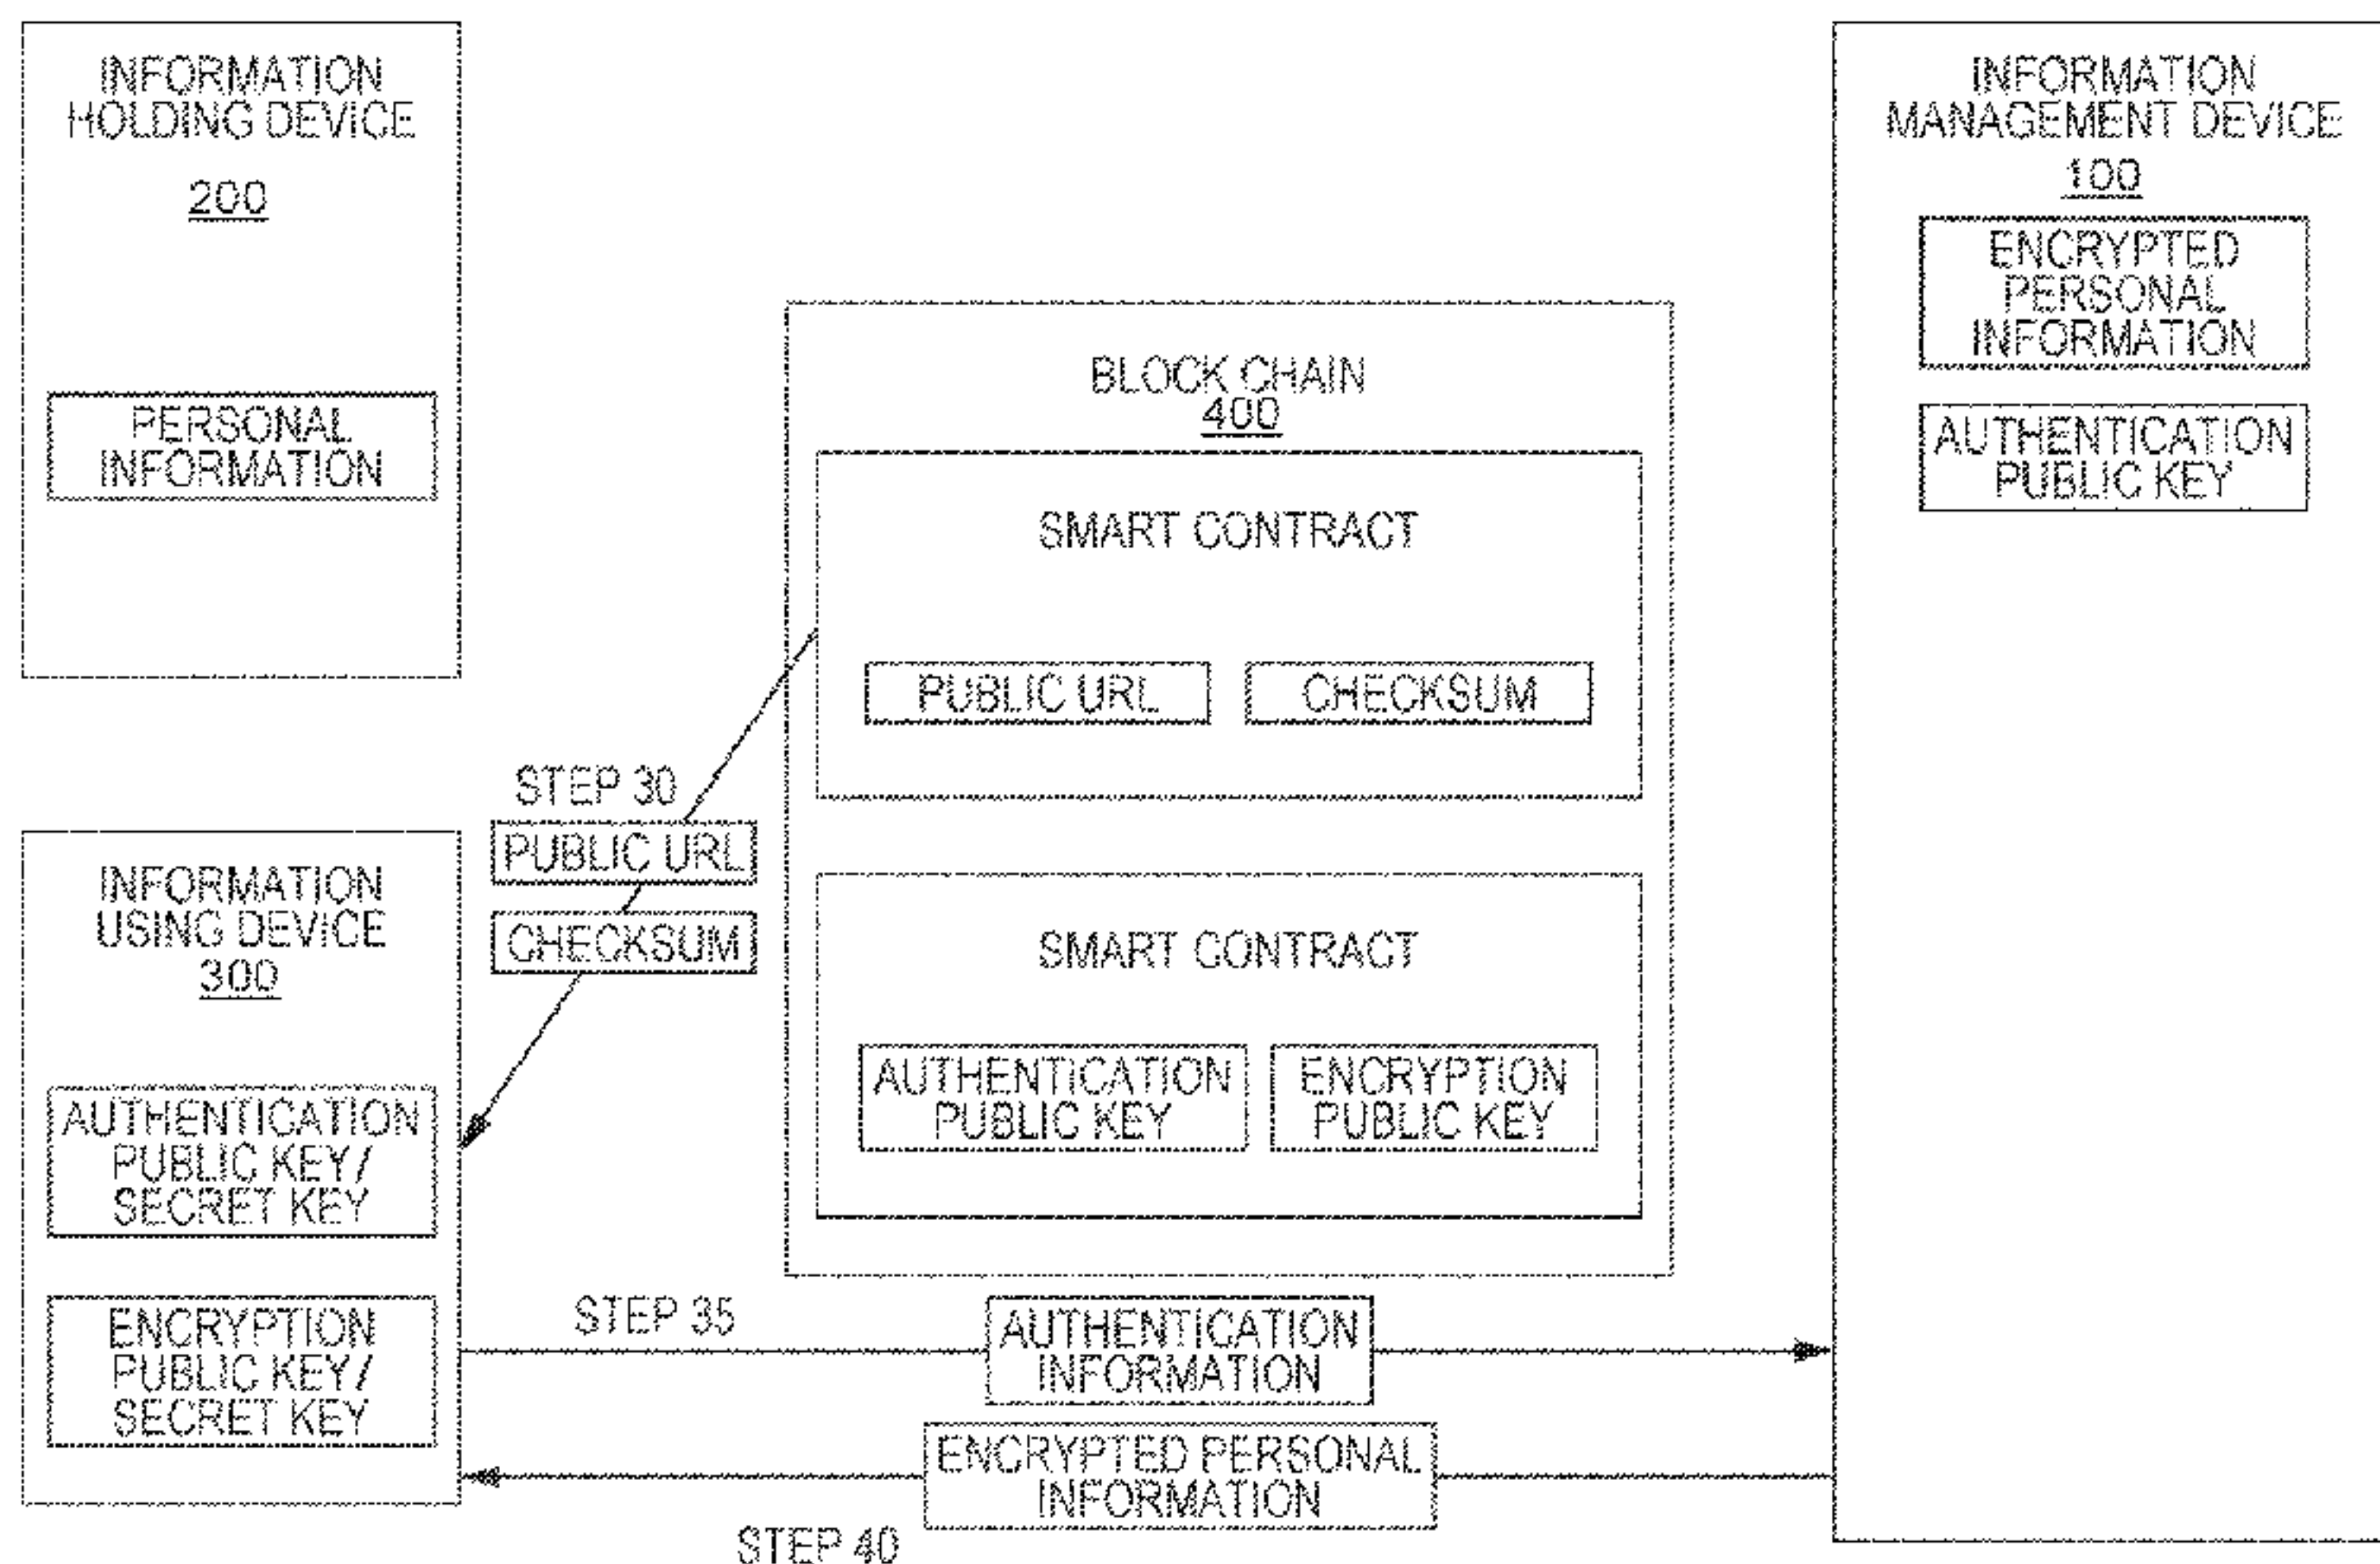 INFORMATION
HOLDING DEVICE
200
PERSONAL
INFORMATION
INFORMATION
USING DEVICE
300
AUTHENTICATION
PUBLIC KEY/
SECRET KEY
ENCRYPTION
PUBLIC KEY/
SECRET KEY
STEP 30
PUBLIC URL
CHECKSUM
BLOCK CHAIN
400
SMART CONTRACT
PUBLIC URL
CHECKSUM
SMART CONTRACT
AUTHENTICATION
PUBLIC KEY
ENCRYPTION
PUBLIC KEY
INFORMATION
MANAGEMENT DEVICE
100
ENCRYPTED
PERSONAL
INFORMATION
AUTHENTICATION
PUBLIC KEY
STEP 35
AUTHENTICATION
INFORMATION
ENCRYPTED PERSONAL
INFORMATION
STEP 40